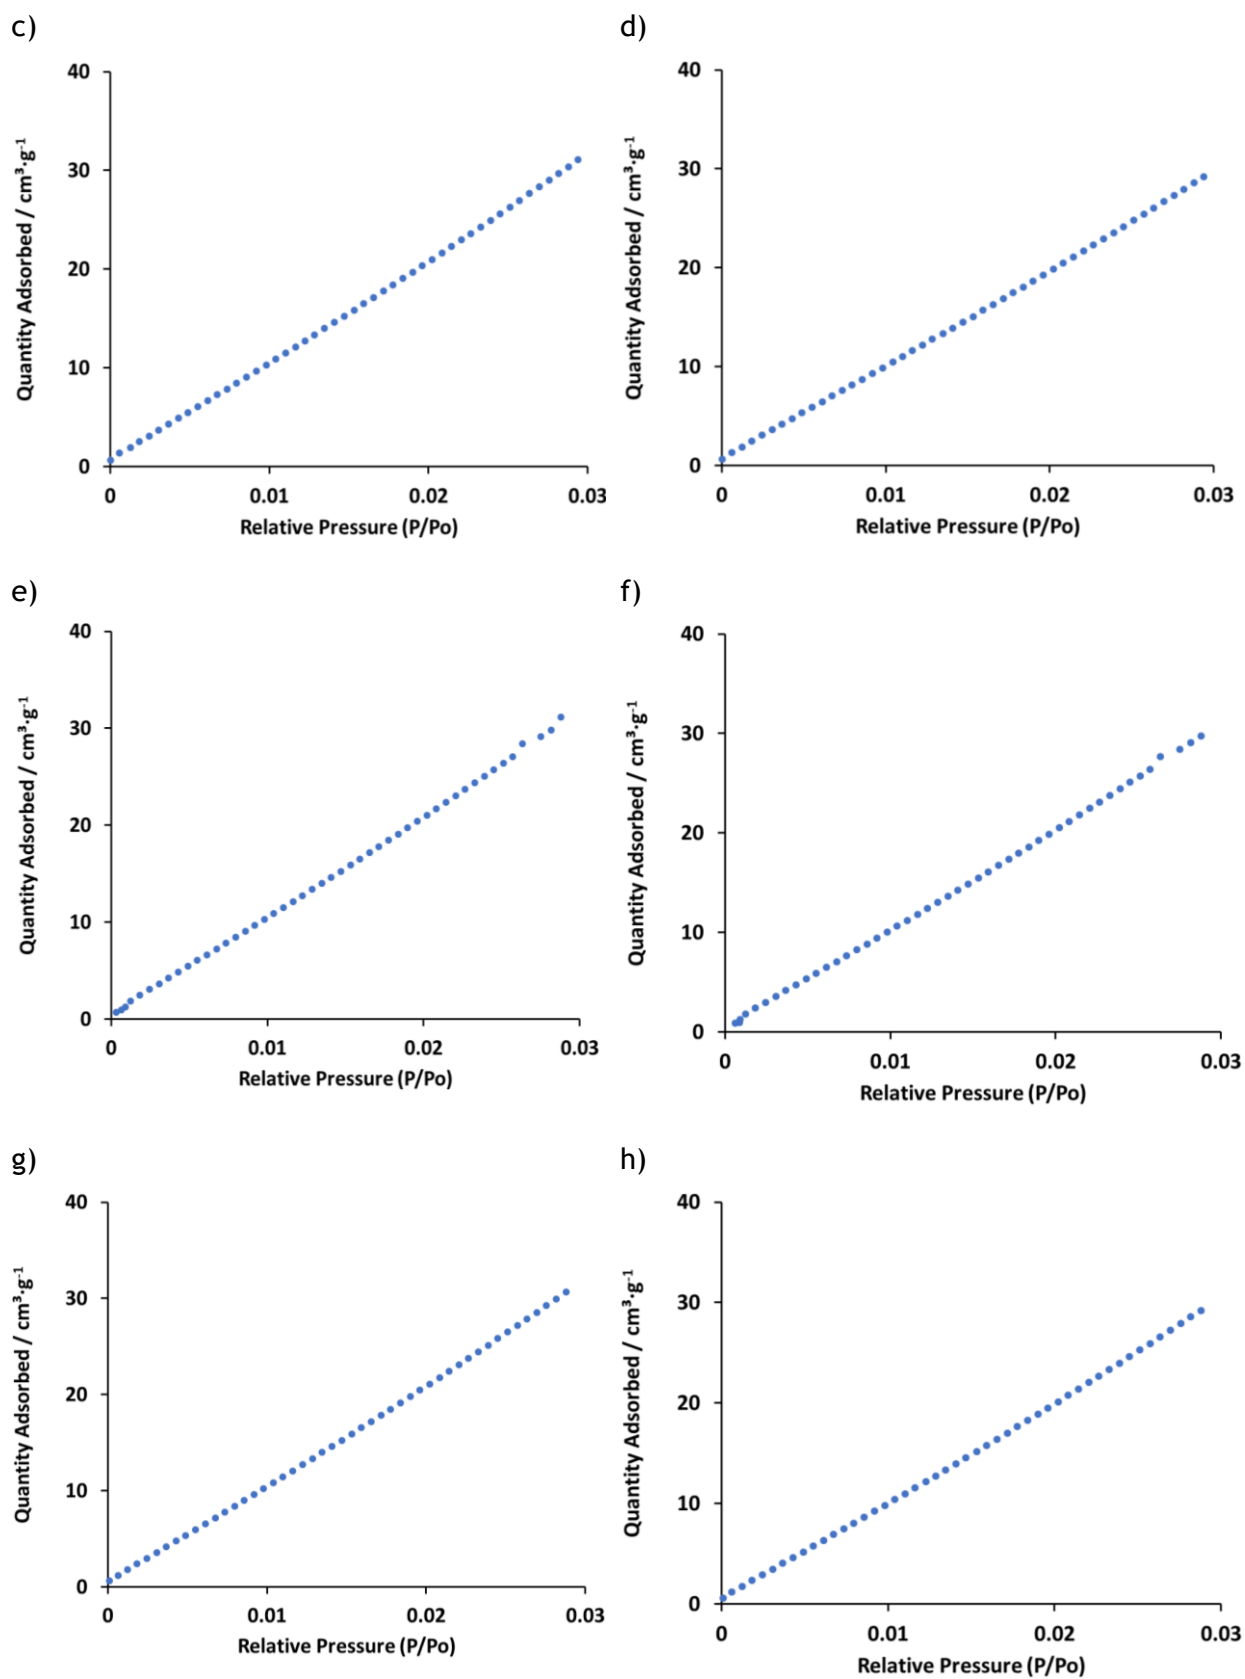 c)
40
30
20
10
0
Quantity Adsorbed / cm³·g⁻¹
0 0.01 0.02 0.03
Relative Pressure (P/Po)
d)
40
30
20
10
0
Quantity Adsorbed / cm³·g⁻¹
0 0.01 0.02 0.03
Relative Pressure (P/Po)
e)
40
30
20
10
0
Quantity Adsorbed / cm³·g⁻¹
0 0.01 0.02 0.03
Relative Pressure (P/Po)
f)
40
30
20
10
0
Quantity Adsorbed / cm³·g⁻¹
0 0.01 0.02 0.03
Relative Pressure (P/Po)
g)
40
30
20
10
0
Quantity Adsorbed / cm³·g⁻¹
0 0.01 0.02 0.03
Relative Pressure (P/Po)
h)
40
30
20
10
0
Quantity Adsorbed / cm³·g⁻¹
0 0.01 0.02 0.03
Relative Pressure (P/Po)